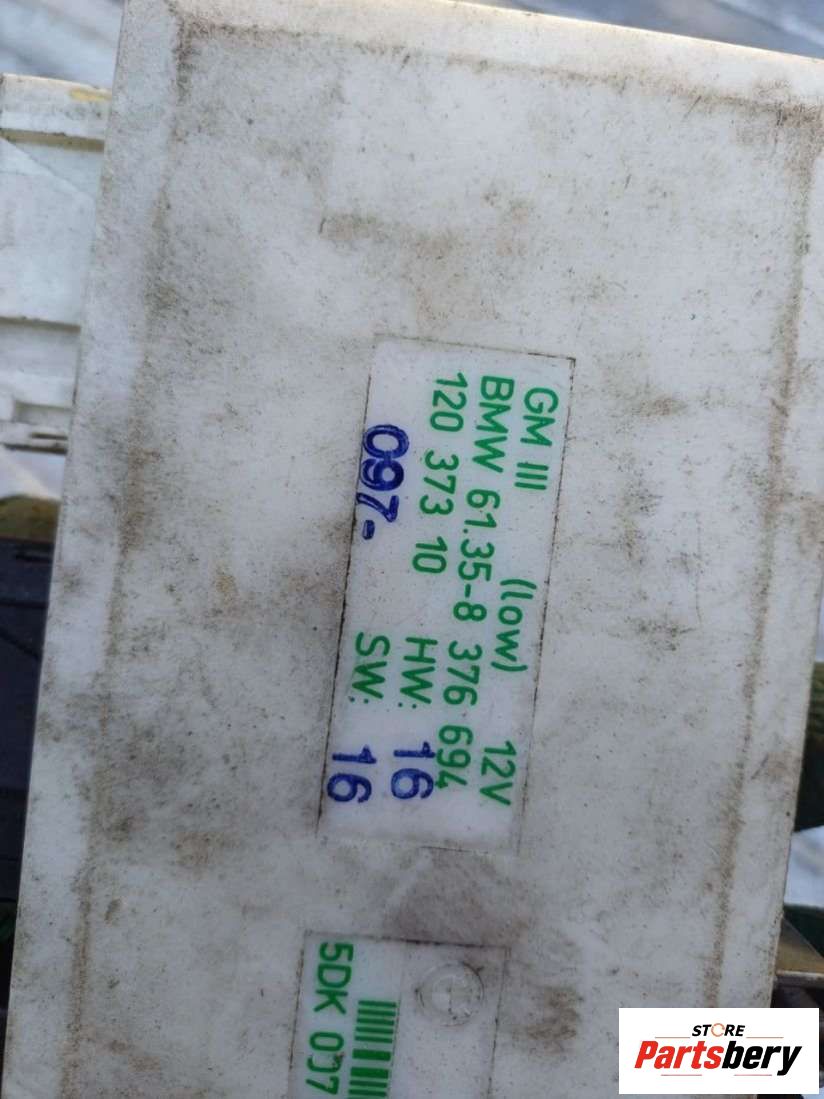 GM III (low) 12V
BMW 61.35-8 376 694
120 373 10 HW: 16
097- SW: 16
5DK 007
STORE
Partsbery